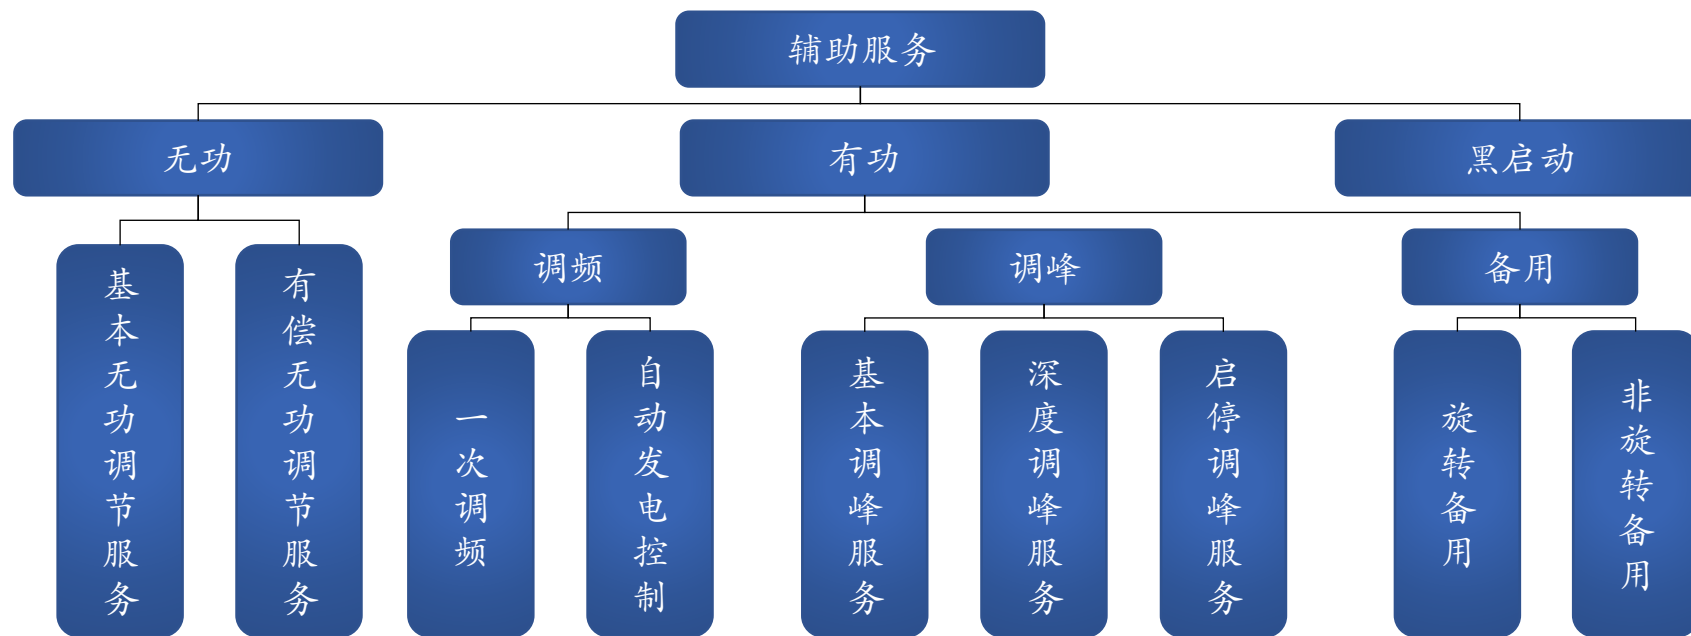 辅助服务
无功
有功
黑启动
调频
调峰
备用
基本无功调节服务
有偿无功调节服务
一次调频
自动发电控制
基本调峰服务
深度调峰服务
启停调峰服务
旋转备用
非旋转备用